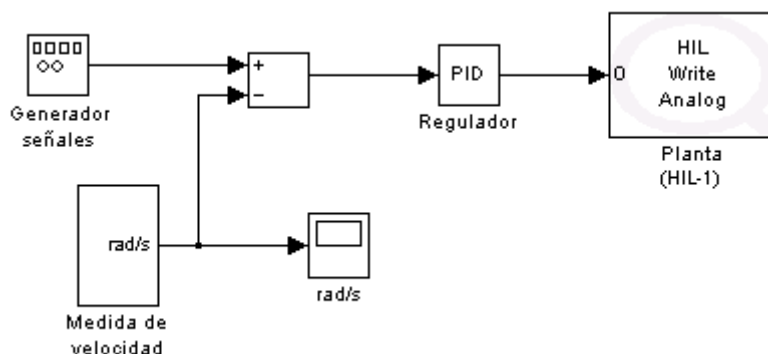 Generador
señales
+
−
PID
Regulador
0
HIL
Write
Analog
Planta
(HIL-1)
rad/s
Medida de
velocidad
rad/s